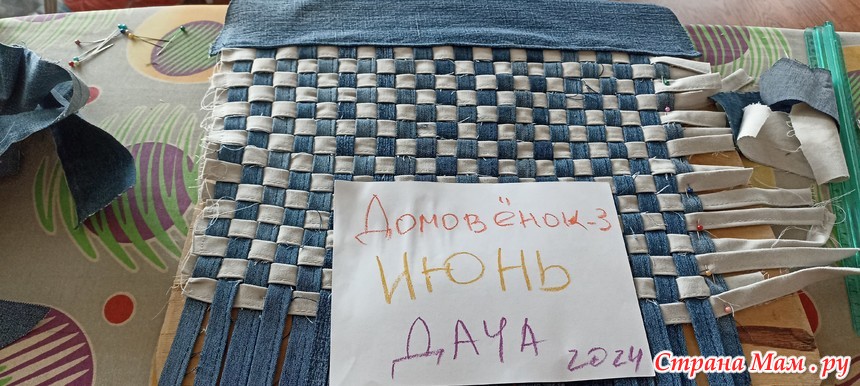 Домовёнок-3
июнь
ДАЧА
2024
Страна Мам.ру